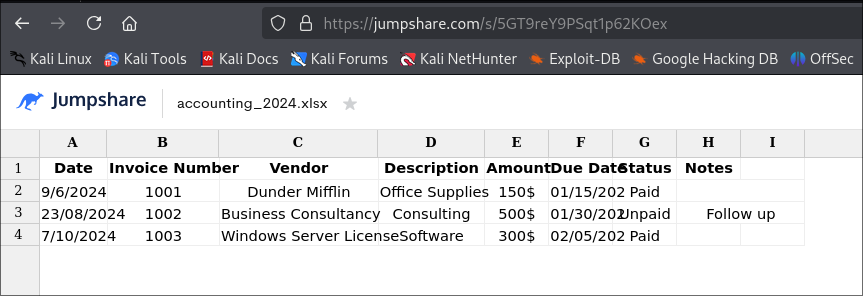 https://jumpshare.com/s/5GT9reY9PSqt1p62KOex
Kali Linux Kali Tools Kali Docs Kali Forums Kali NetHunter Exploit-DB Google Hacking DB OffSec
Jumpshare accounting_2024.xlsx
A B C D E F G H I
1 Date Invoice Number Vendor Description Amount Due Date Status Notes
2 9/6/2024 1001 Dunder Mifflin Office Supplies 150$ 01/15/202 Paid
3 23/08/2024 1002 Business Consultancy Consulting 500$ 01/30/202 Unpaid Follow up
4 7/10/2024 1003 Windows Server License Software 300$ 02/05/202 Paid